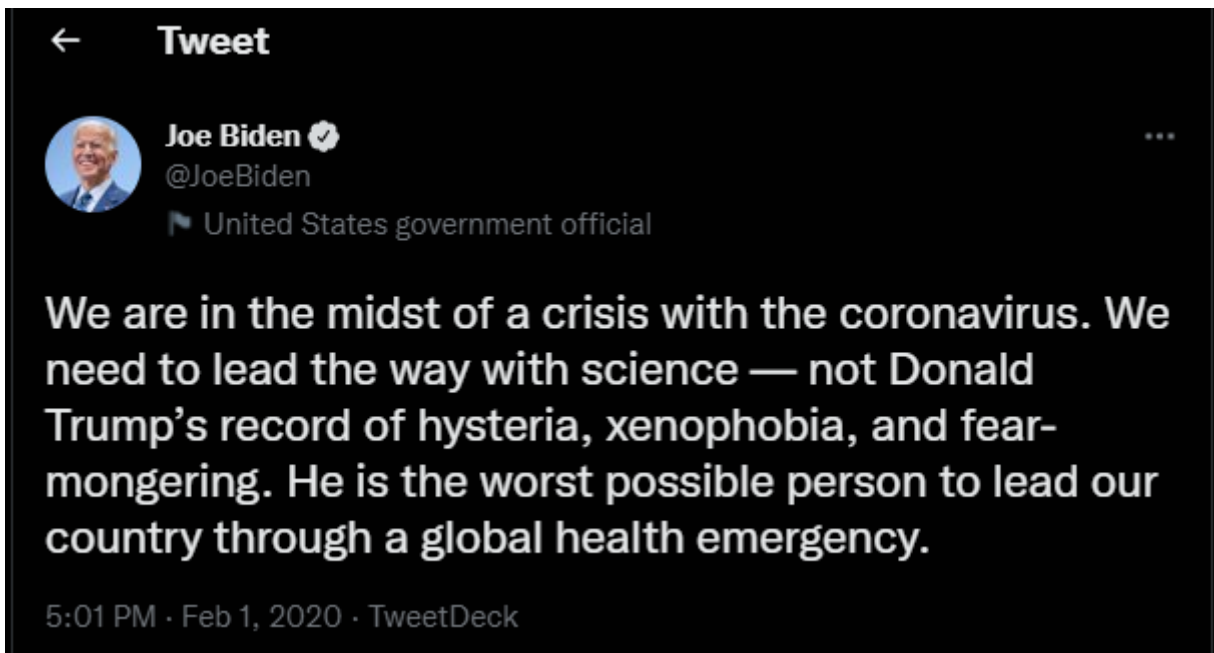 Tweet
Joe Biden
@JoeBiden
United States government official
We are in the midst of a crisis with the coronavirus. We
need to lead the way with science — not Donald
Trump’s record of hysteria, xenophobia, and fear-
mongering. He is the worst possible person to lead our
country through a global health emergency.
5:01 PM · Feb 1, 2020 · TweetDeck